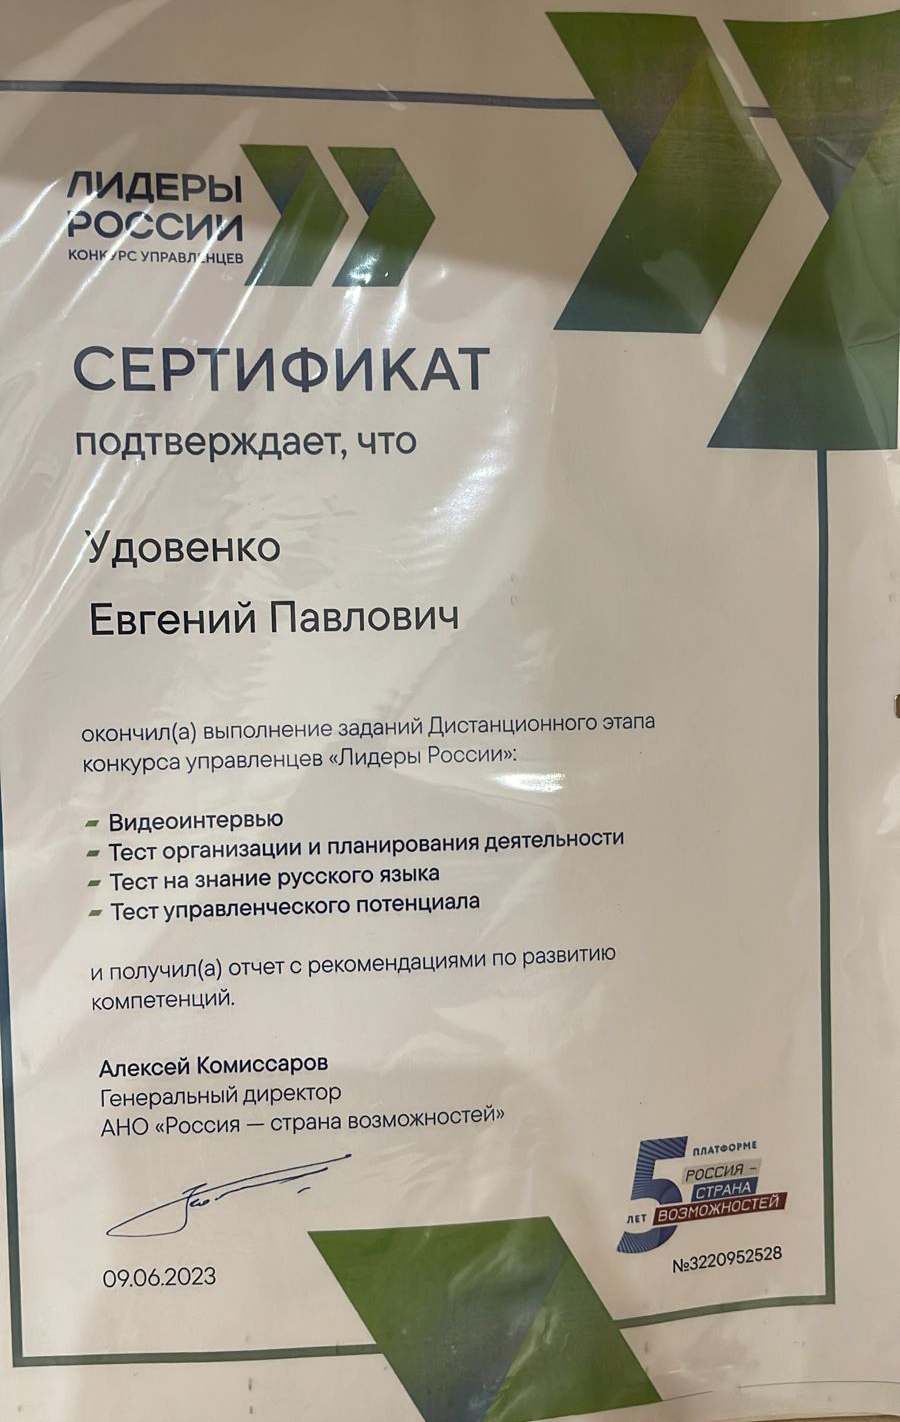 ЛИДЕРЫ
РОССИИ
КОНКУРС УПРАВЛЕНЦЕВ
СЕРТИФИКАТ
подтверждает, что
Удовенко
Евгений Павлович
окончил(а) выполнение заданий Дистанционного этапа
конкурса управленцев «Лидеры России»:
Видеоинтервью
Тест организации и планирования деятельности
Тест на знание русского языка
Тест управленческого потенциала
и получил(а) отчет с рекомендациями по развитию
компетенций.
Алексей Комиссаров
Генеральный директор
АНО «Россия — страна возможностей»
09.06.2023
5 ЛЕТ
ПЛАТФОРМЕ
РОССИЯ –
СТРАНА
ВОЗМОЖНОСТЕЙ
№3220952528